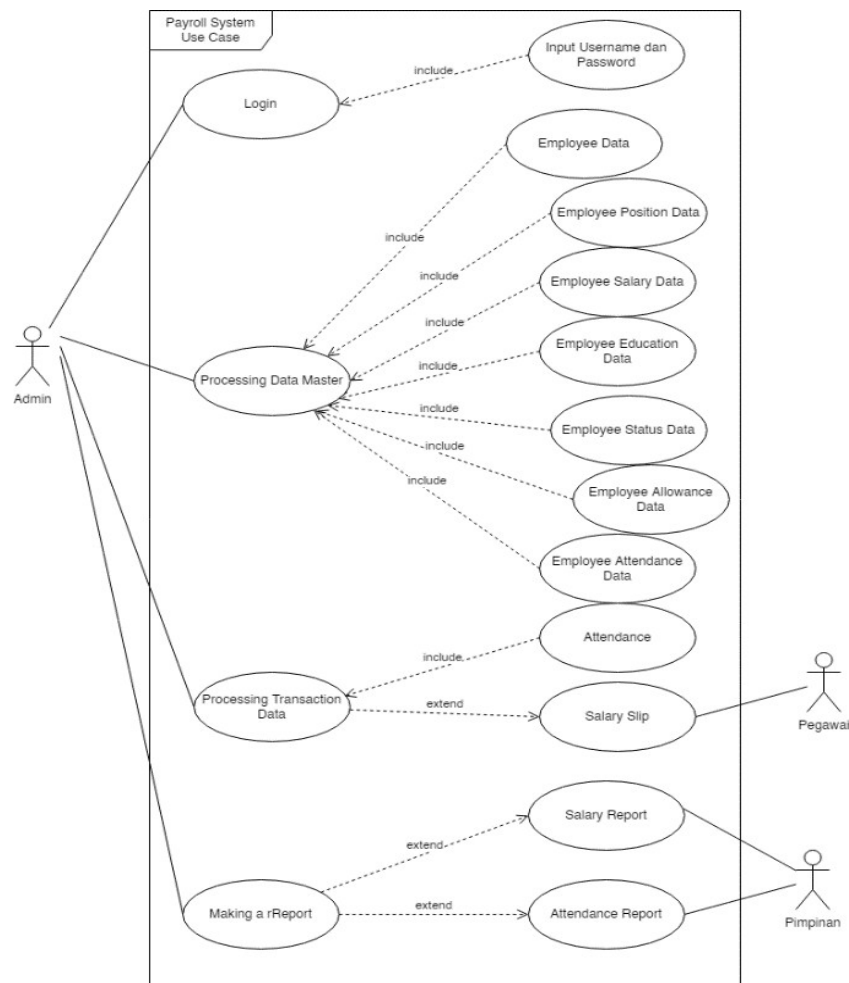 Payroll System
Use Case
Input Username dan
Password
include
Login
Employee Data
Employee Position Data
include
include
Employee Salary Data
include
Employee Education
Data
include
Processing Data Master
Admin
include
Employee Status Data
include
include
Employee Allowance
Data
Employee Attendance
Data
Attendance
include
Processing Transaction
Data
extend
Salary Slip
Pegawai
Salary Report
extend
Making a rReport
extend
Attendance Report
Pimpinan